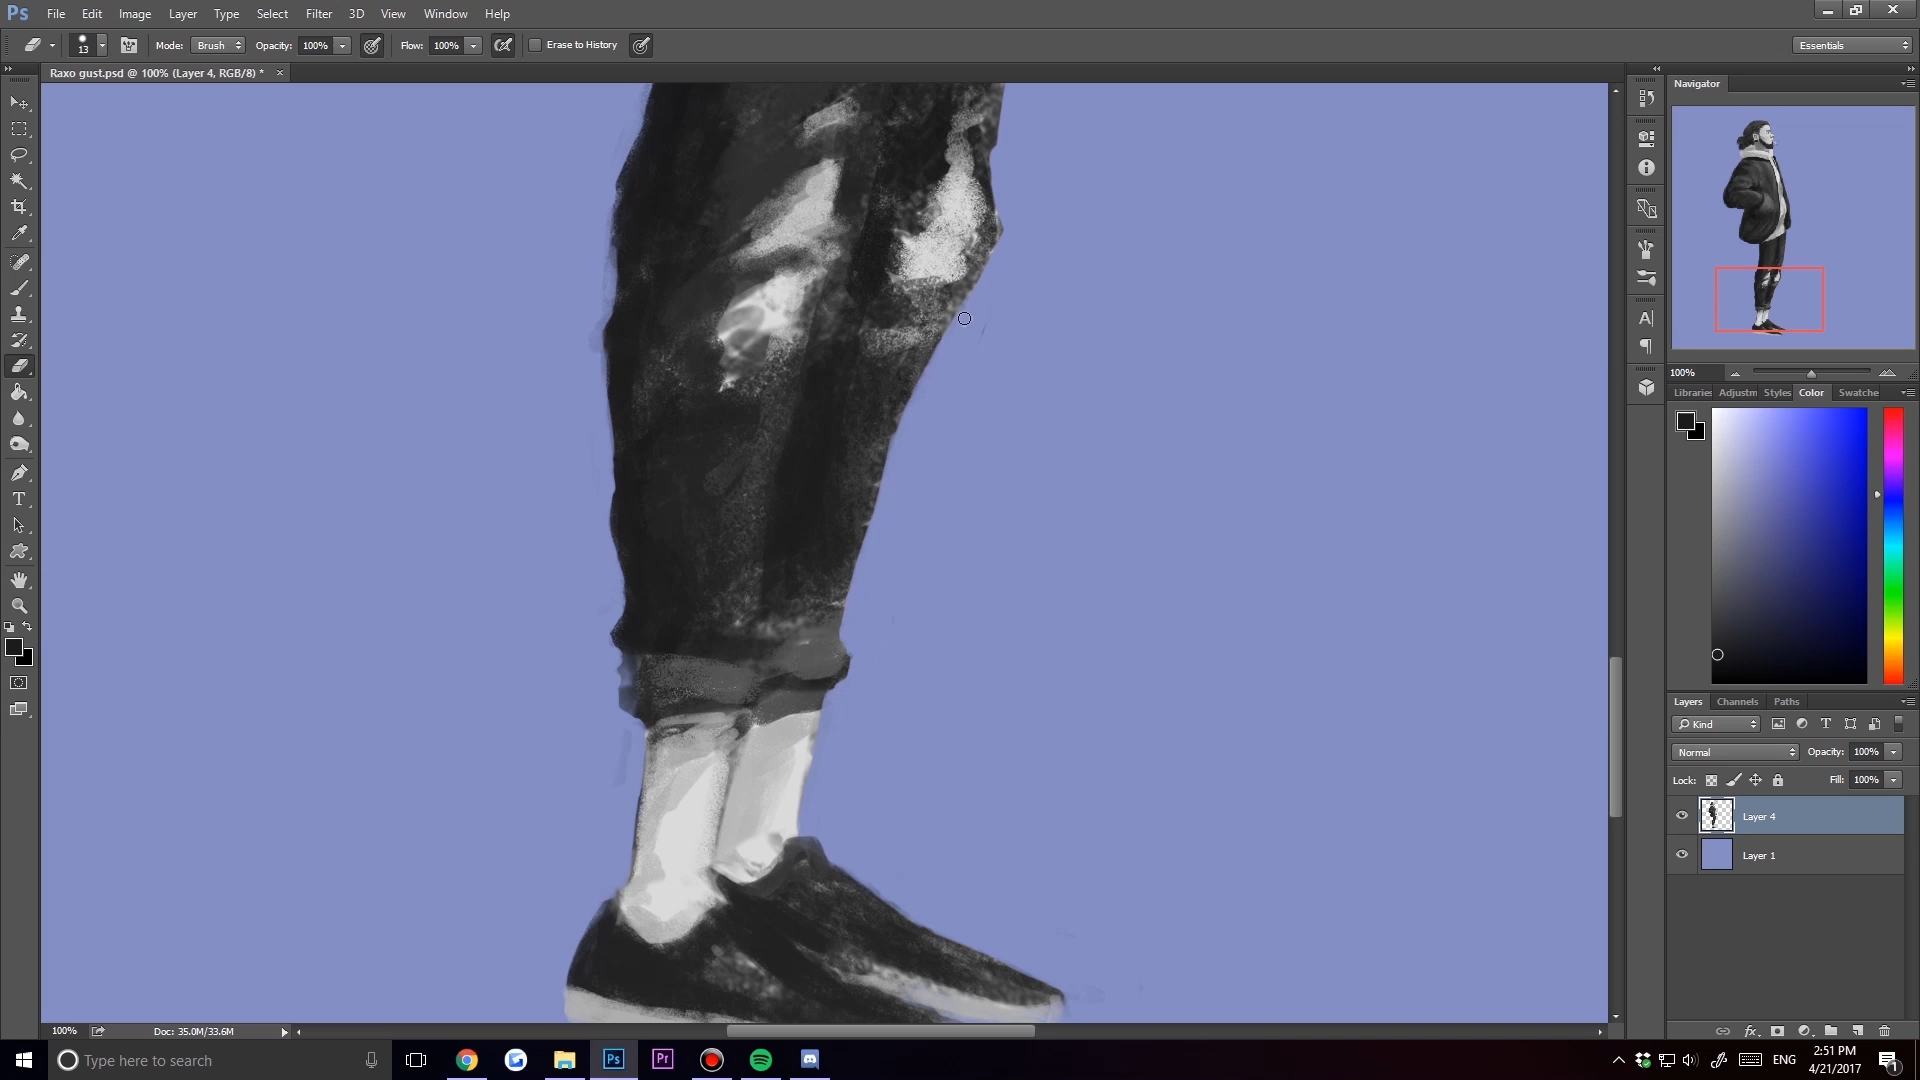 Ps File Edit Image Layer Type Select Filter 3D View Window Help
13 Mode: Brush Opacity: 100% Flow: 100% Erase to History Essentials
Raxo gust.psd @ 100% (Layer 4, RGB/8) * ×
Navigator
100%
Libraries Adjustm Styles Color Swatche
Layers Channels Paths
Kind
Normal Opacity: 100%
Lock: Fill: 100%
Layer 4
Layer 1
100% Doc: 35.0M/33.6M
Type here to search Ps Pr ENG 2:51 PM
4/21/2017 1